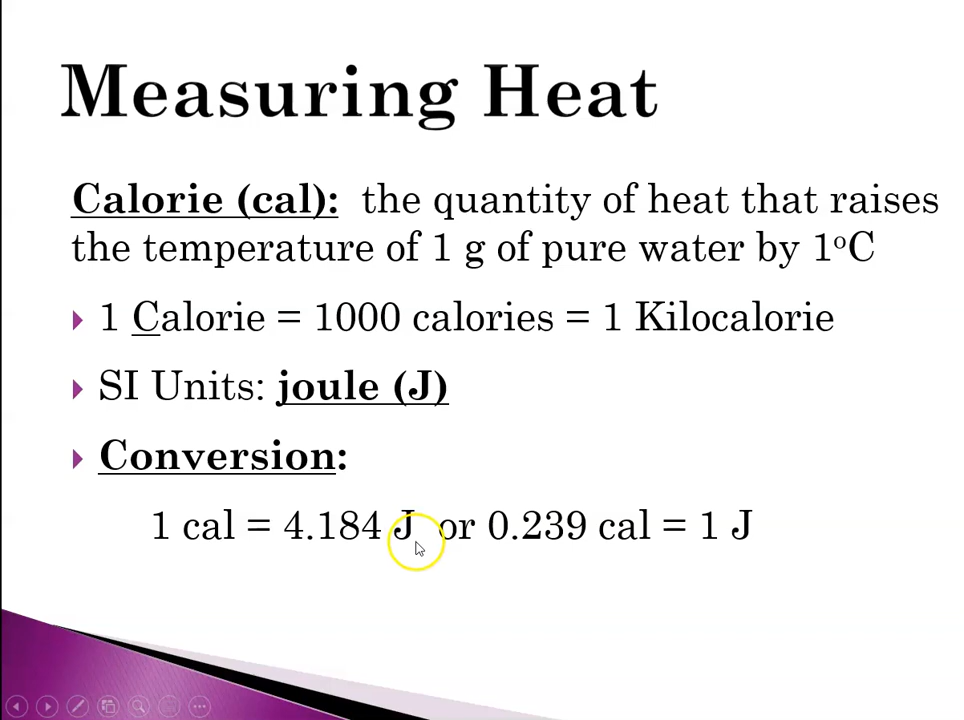 Measuring Heat
Calorie (cal): the quantity of heat that raises
the temperature of 1 g of pure water by 1°C
1 Calorie = 1000 calories = 1 Kilocalorie
SI Units: joule (J)
Conversion:
1 cal = 4.184 J or 0.239 cal = 1 J